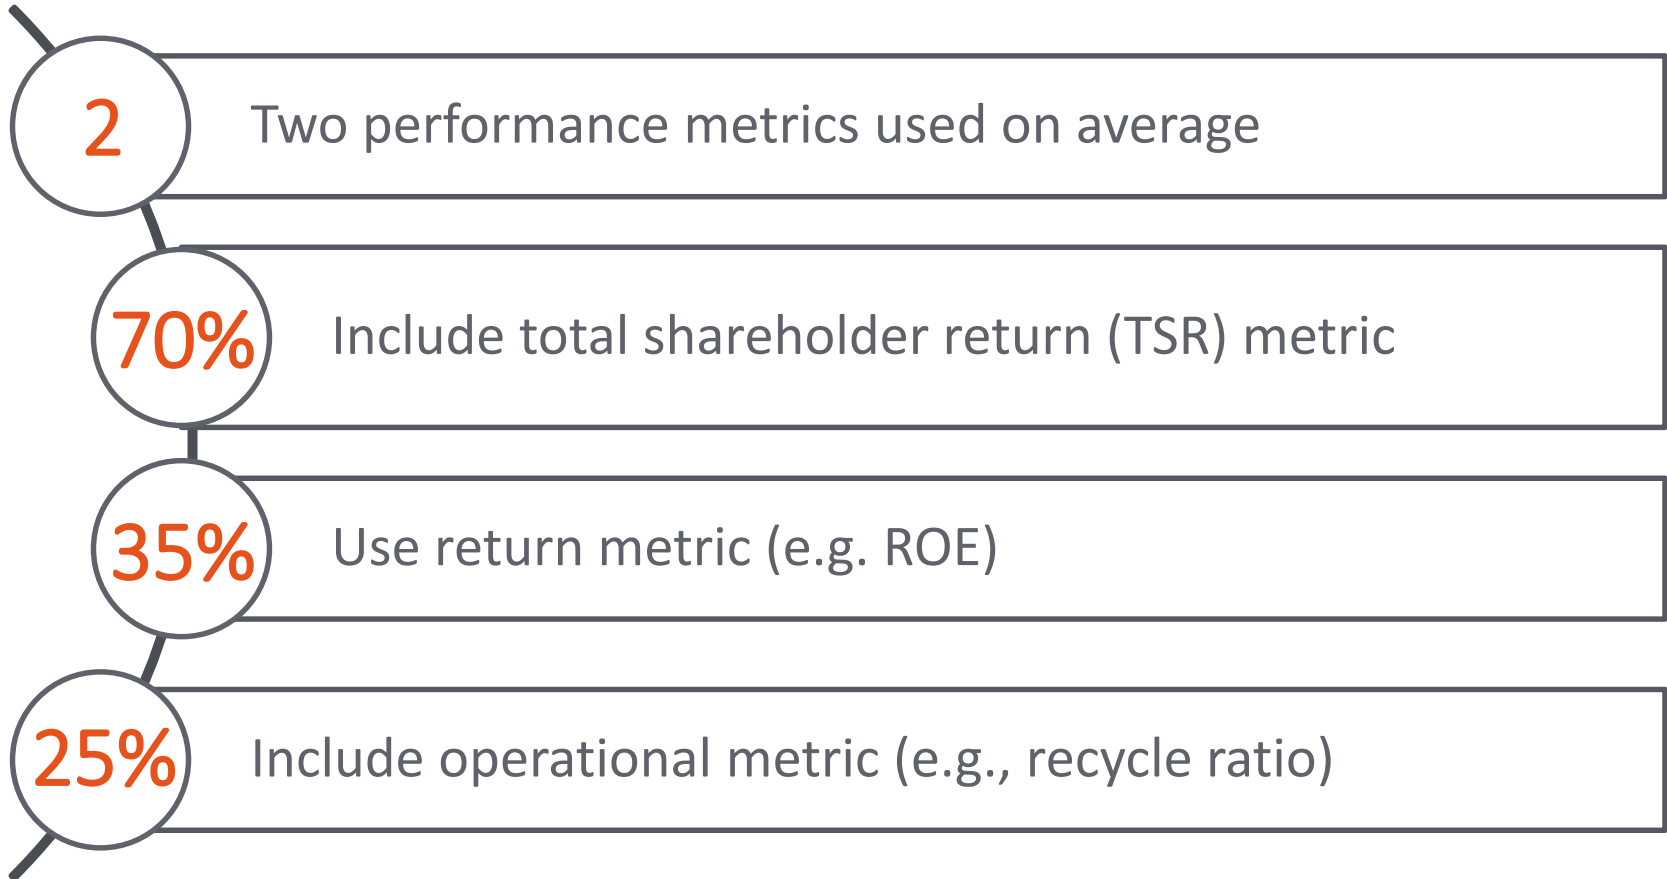 2
Two performance metrics used on average
70%
Include total shareholder return (TSR) metric
35%
Use return metric (e.g. ROE)
25%
Include operational metric (e.g., recycle ratio)